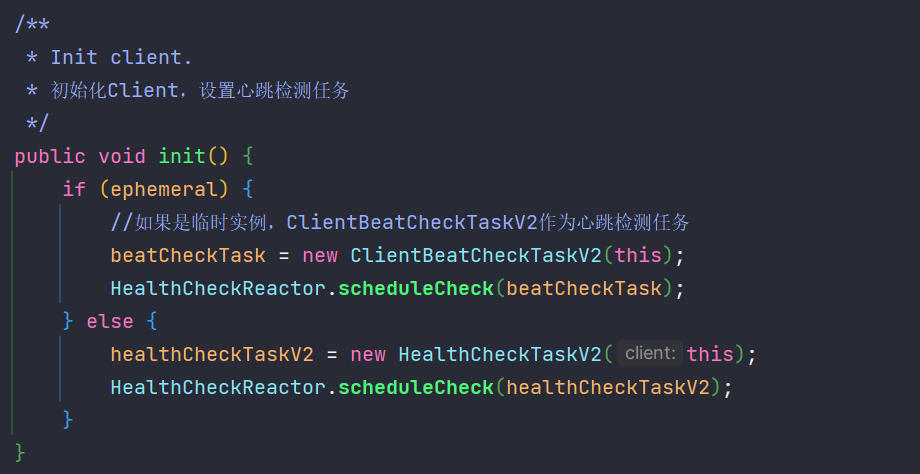 /**
 * Init client.
 * 初始化Client，设置心跳检测任务
 */
public void init() {
    if (ephemeral) {
        //如果是临时实例，ClientBeatCheckTaskV2作为心跳检测任务
        beatCheckTask = new ClientBeatCheckTaskV2(this);
        HealthCheckReactor.scheduleCheck(beatCheckTask);
    } else {
        healthCheckTaskV2 = new HealthCheckTaskV2( client: this);
        HealthCheckReactor.scheduleCheck(healthCheckTaskV2);
    }
}